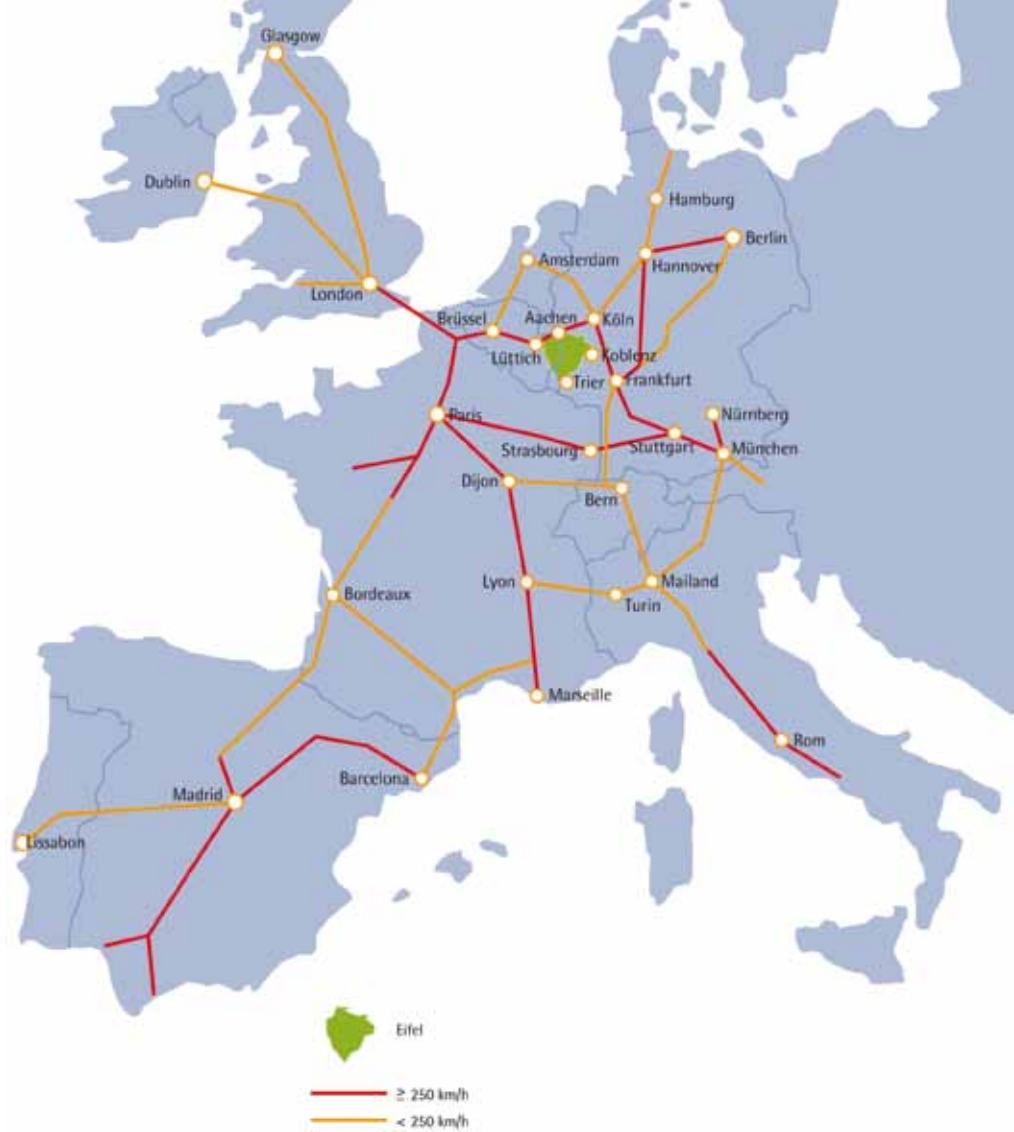 Glasgow
Dublin
Hamburg
Berlin
Amsterdam
Hannover
London
Brüssel
Aachen
Köln
Lüttich
Koblenz
Trier
Frankfurt
Paris
Nürnberg
Strasbourg
Stuttgart
München
Dijon
Bern
Lyon
Mailand
Bordeaux
Turin
Marseille
Rom
Barcelona
Madrid
Lissabon
Eifel
≥ 250 km/h
< 250 km/h